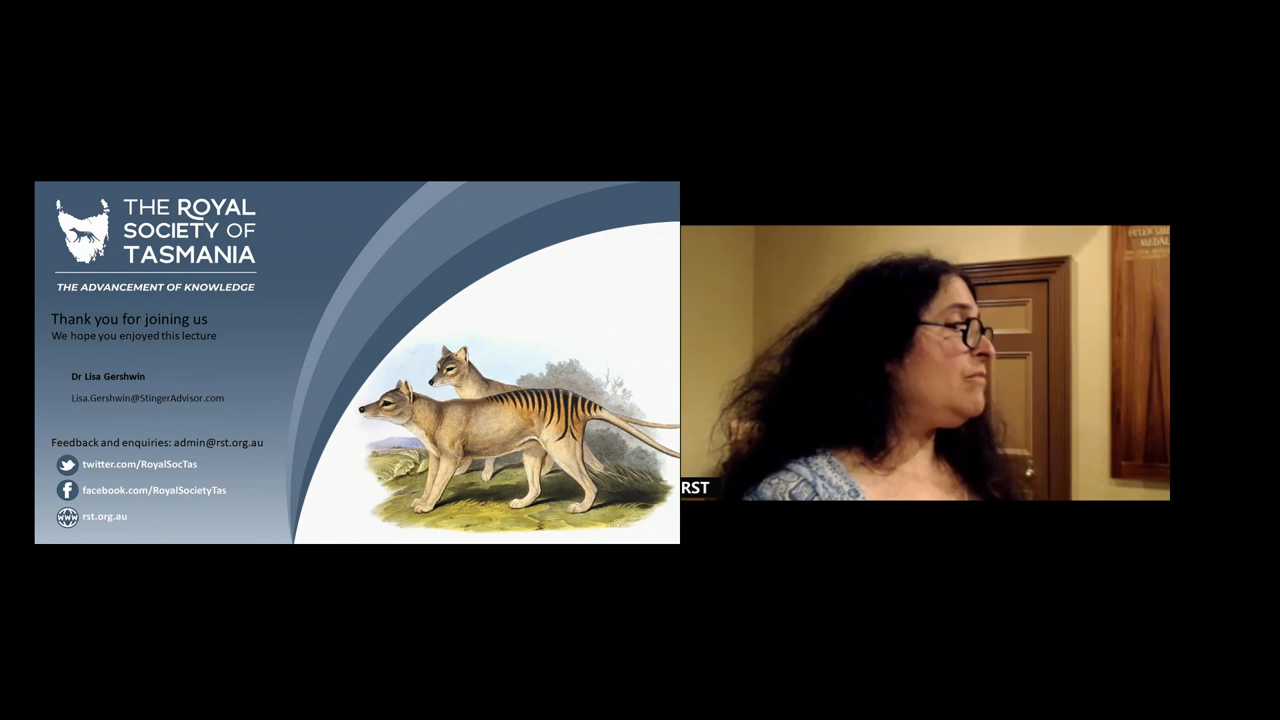 THE ROYAL
SOCIETY OF
TASMANIA
THE ADVANCEMENT OF KNOWLEDGE
Thank you for joining us
We hope you enjoyed this lecture
Dr Lisa Gershwin
Lisa.Gershwin@StingerAdvisor.com
Feedback and enquiries: admin@rst.org.au
twitter.com/RoyalSocTas
facebook.com/RoyalSocietyTas
www rst.org.au
RST
MEDAL